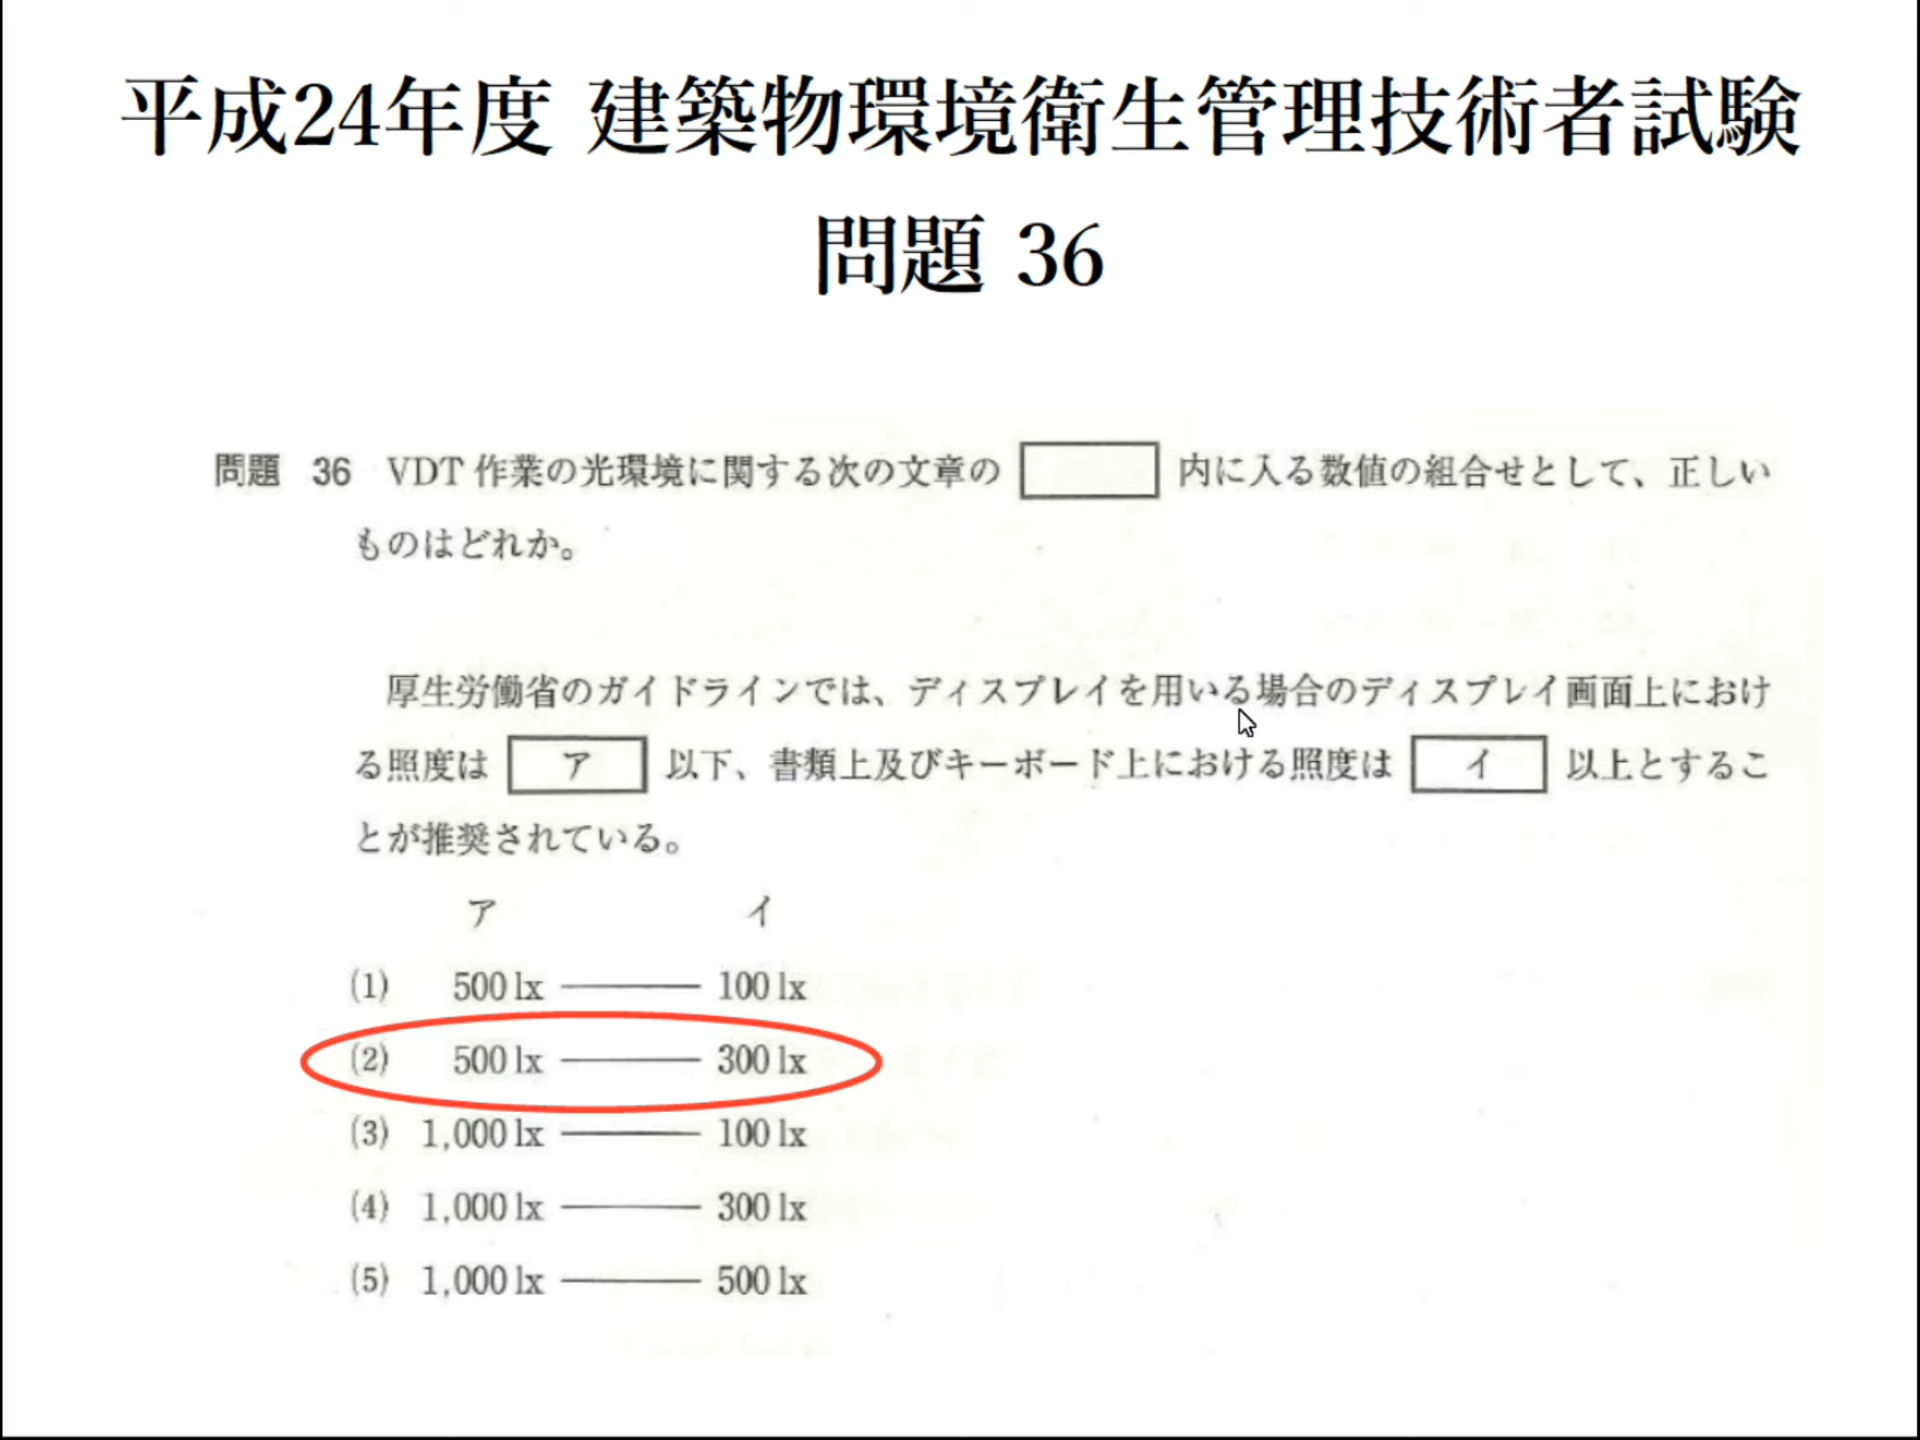 平成24年度 建築物環境衛生管理技術者試験
問題 36
問題 36 VDT 作業の光環境に関する次の文章の 内に入る数値の組合せとして、正しい
ものはどれか。
厚生労働省のガイドラインでは、ディスプレイを用いる場合のディスプレイ画面上におけ
る照度は ア 以下、書類上及びキーボード上における照度は イ 以上とするこ
とが推奨されている。
ア イ
(1) 500 lx ――― 100 lx
(2) 500 lx ――― 300 lx
(3) 1,000 lx ――― 100 lx
(4) 1,000 lx ――― 300 lx
(5) 1,000 lx ――― 500 lx